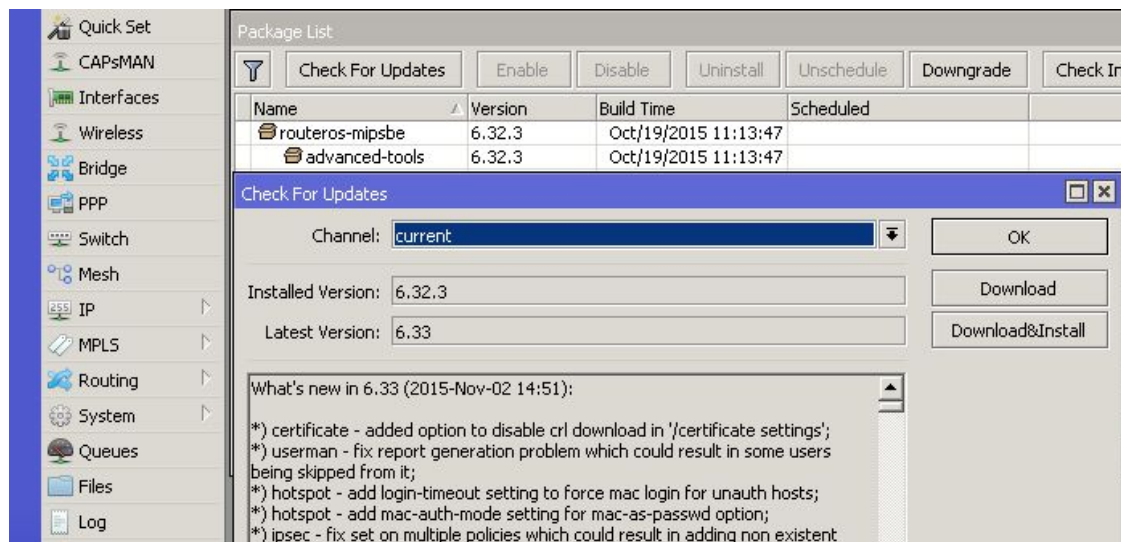 Quick Set
CAPsMAN
Interfaces
Wireless
Bridge
PPP
Switch
Mesh
255 IP
MPLS
Routing
System
Queues
Files
Log
Package List
Check For Updates Enable Disable Uninstall Unschedule Downgrade Check In
Name Version Build Time Scheduled
routeros-mipsbe 6.32.3 Oct/19/2015 11:13:47
advanced-tools 6.32.3 Oct/19/2015 11:13:47
Check For Updates
Channel: current
OK
Installed Version: 6.32.3
Download
Latest Version: 6.33
Download&Install
What's new in 6.33 (2015-Nov-02 14:51):
*) certificate - added option to disable crl download in '/certificate settings';
*) userman - fix report generation problem which could result in some users
being skipped from it;
*) hotspot - add login-timeout setting to force mac login for unauth hosts;
*) hotspot - add mac-auth-mode setting for mac-as-passwd option;
*) ipsec - fix set on multiple policies which could result in adding non existent